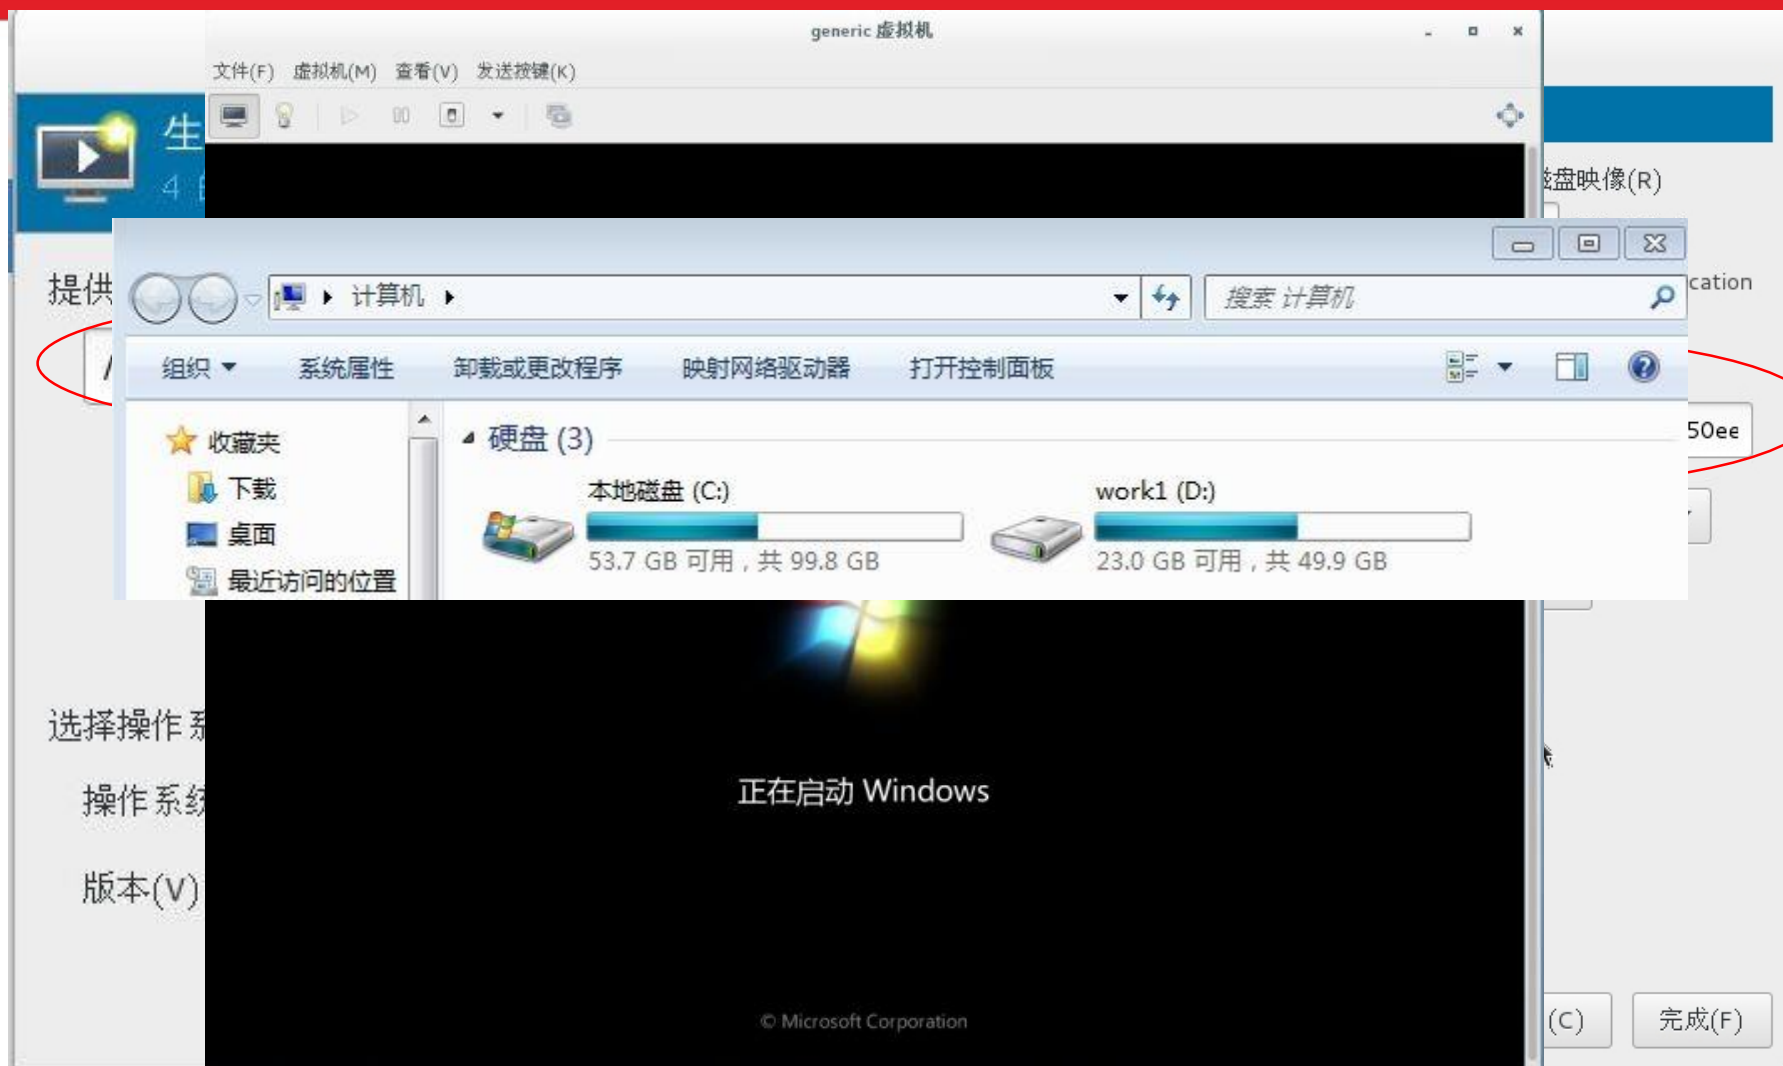 generic 虚拟机
文件(F) 虚拟机(M) 查看(V) 发送按键(K)
生
4
磁盘映像(R)
提供
计算机
搜索 计算机
cation
/
组织 系统属性 卸载或更改程序 映射网络驱动器 打开控制面板
收藏夹
硬盘 (3)
50ee
下载
本地磁盘 (C:)
work1 (D:)
桌面
53.7 GB 可用，共 99.8 GB
23.0 GB 可用，共 49.9 GB
最近访问的位置
选择操作系
正在启动 Windows
操作系统
版本(V)
© Microsoft Corporation
(C)
完成(F)